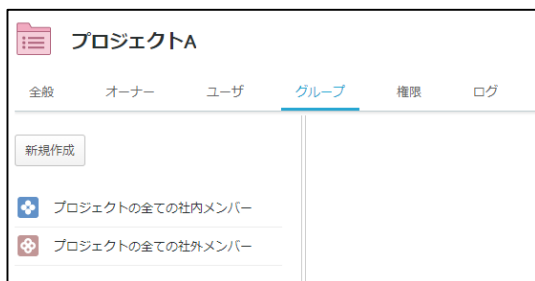 プロジェクトA
全般 オーナー ユーザ グループ 権限 ログ
新規作成
プロジェクトの全ての社内メンバー
プロジェクトの全ての社外メンバー